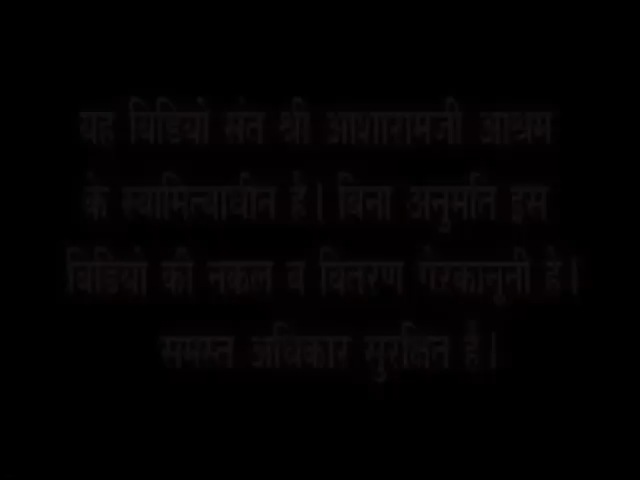 यह विडियो संत श्री आशारामजी आश्रम
के स्वामित्वाधीन है। बिना अनुमति इस
विडियो की नकल व वितरण गैरकानूनी है।
समस्त अधिकार सुरक्षित है।